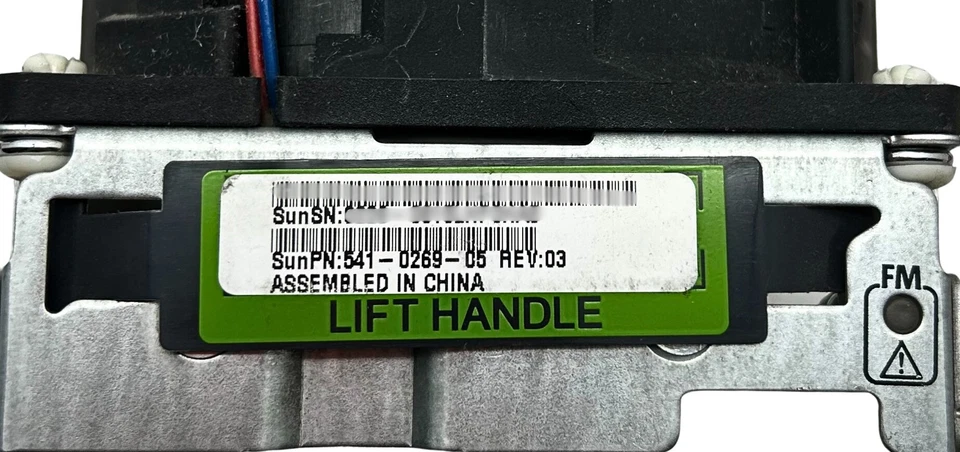 SunSN:
SunPN:541-0269-05 REV:03
ASSEMBLED IN CHINA
LIFT HANDLE
FM